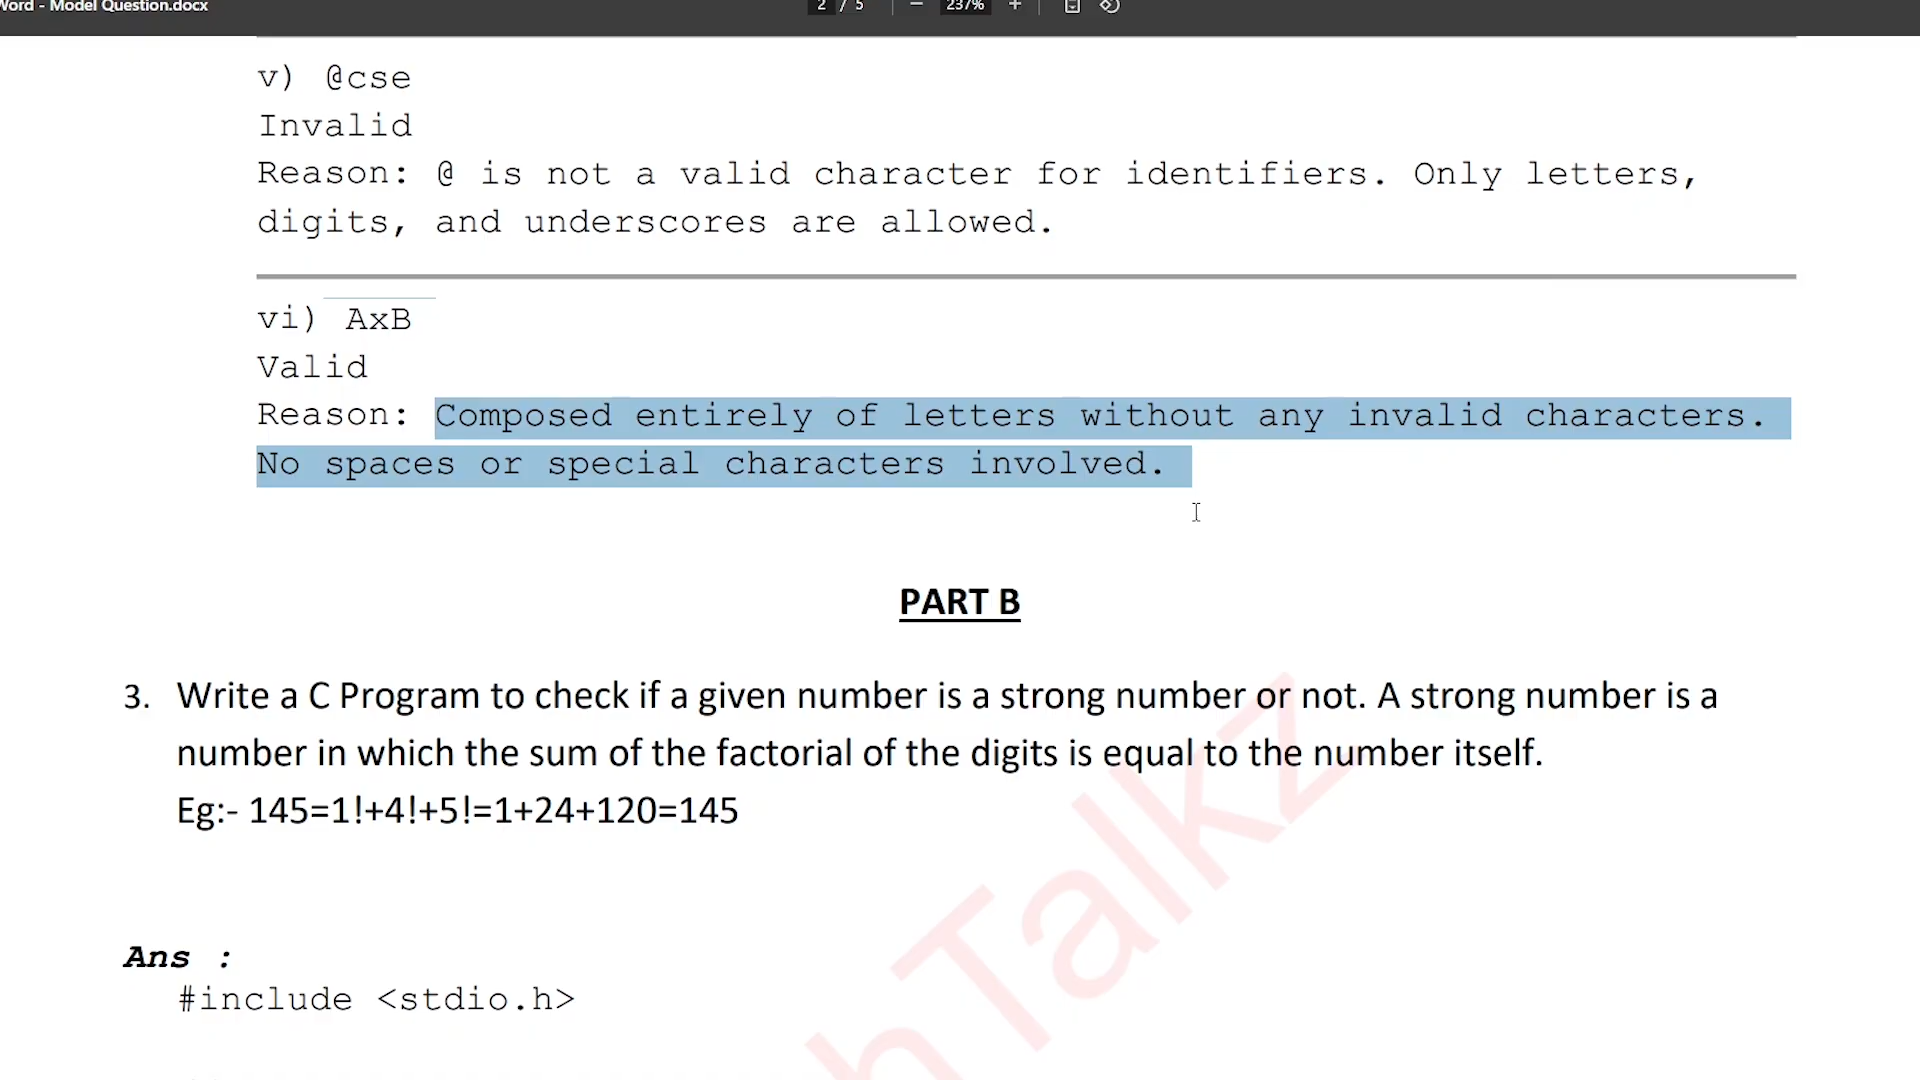 Word - Model Question.docx
2 / 5 − 237% +
v) @cse
Invalid
Reason: @ is not a valid character for identifiers. Only letters,
digits, and underscores are allowed.
vi) AxB
Valid
Reason: Composed entirely of letters without any invalid characters.
No spaces or special characters involved.
PART B
3. Write a C Program to check if a given number is a strong number or not. A strong number is a
number in which the sum of the factorial of the digits is equal to the number itself.
Eg:- 145=1!+4!+5!=1+24+120=145
Ans :
#include <stdio.h>
hTalkz